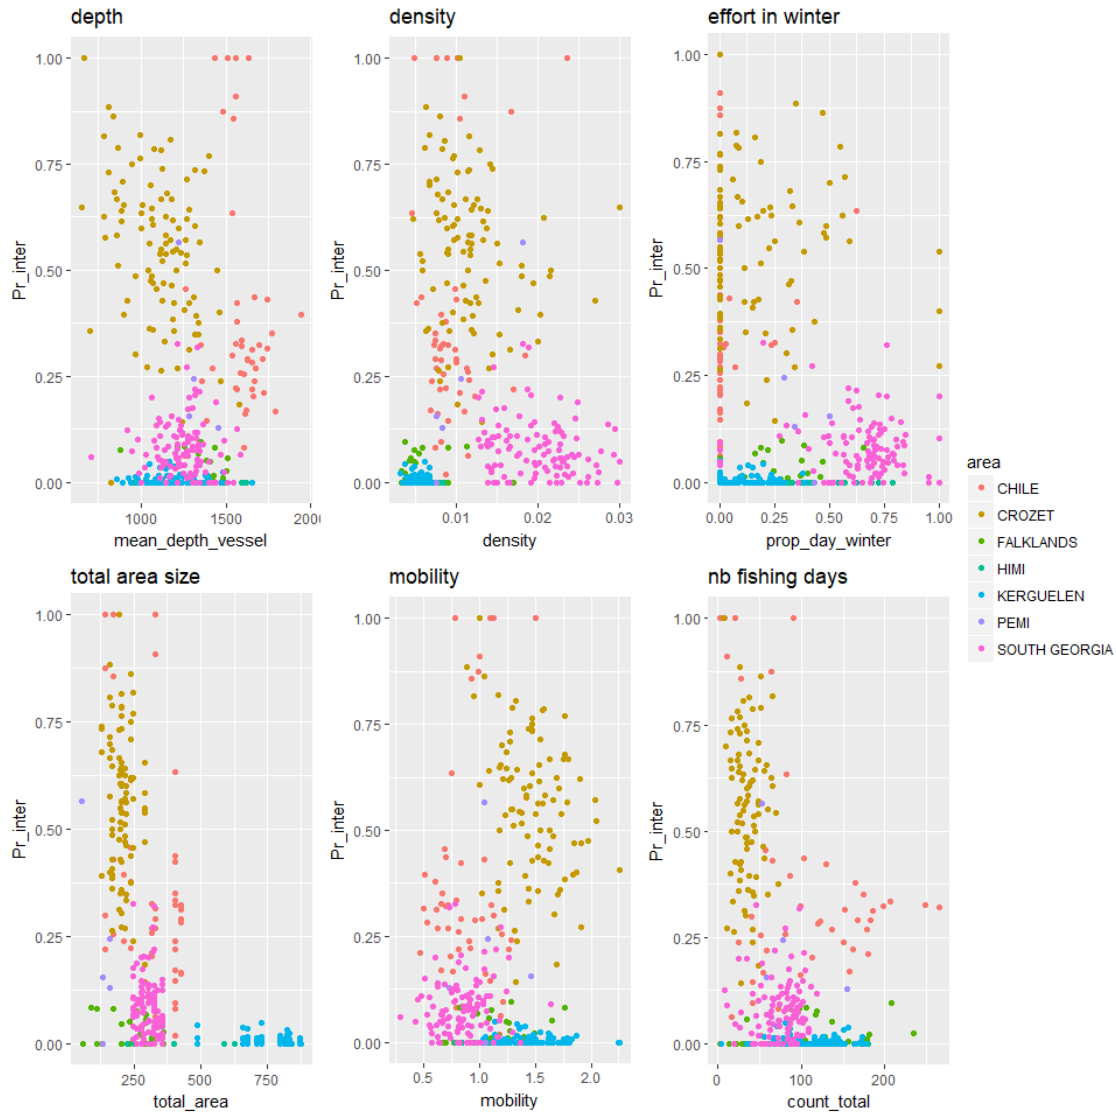 depth
density
effort in winter
1.00
0.75
0.50
0.25
0.00
Pr_inter
1000
1500
2000
mean_depth_vessel
1.00
0.75
0.50
0.25
0.00
Pr_inter
0.01
0.02
0.03
density
1.00
0.75
0.50
0.25
0.00
Pr_inter
0.00
0.25
0.50
0.75
1.00
prop_day_winter
area
CHILE
CROZET
FALKLANDS
HIMI
KERGUELEN
PEMI
SOUTH GEORGIA
total area size
mobility
nb fishing days
1.00
0.75
0.50
0.25
0.00
Pr_inter
250
500
750
total_area
1.00
0.75
0.50
0.25
0.00
Pr_inter
0.5
1.0
1.5
2.0
mobility
1.00
0.75
0.50
0.25
0.00
Pr_inter
0
100
200
count_total